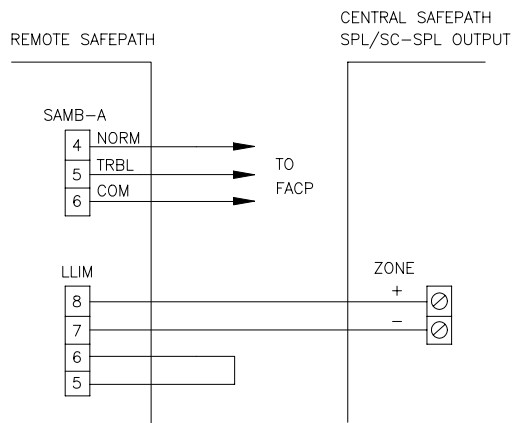 CENTRAL SAFEPATH
REMOTE SAFEPATH
SPL/SC-SPL OUTPUT
SAMB-A
4 NORM
5 TRBL
6 COM
TO
FACP
LLIM
ZONE
8 +
7 -
6
5